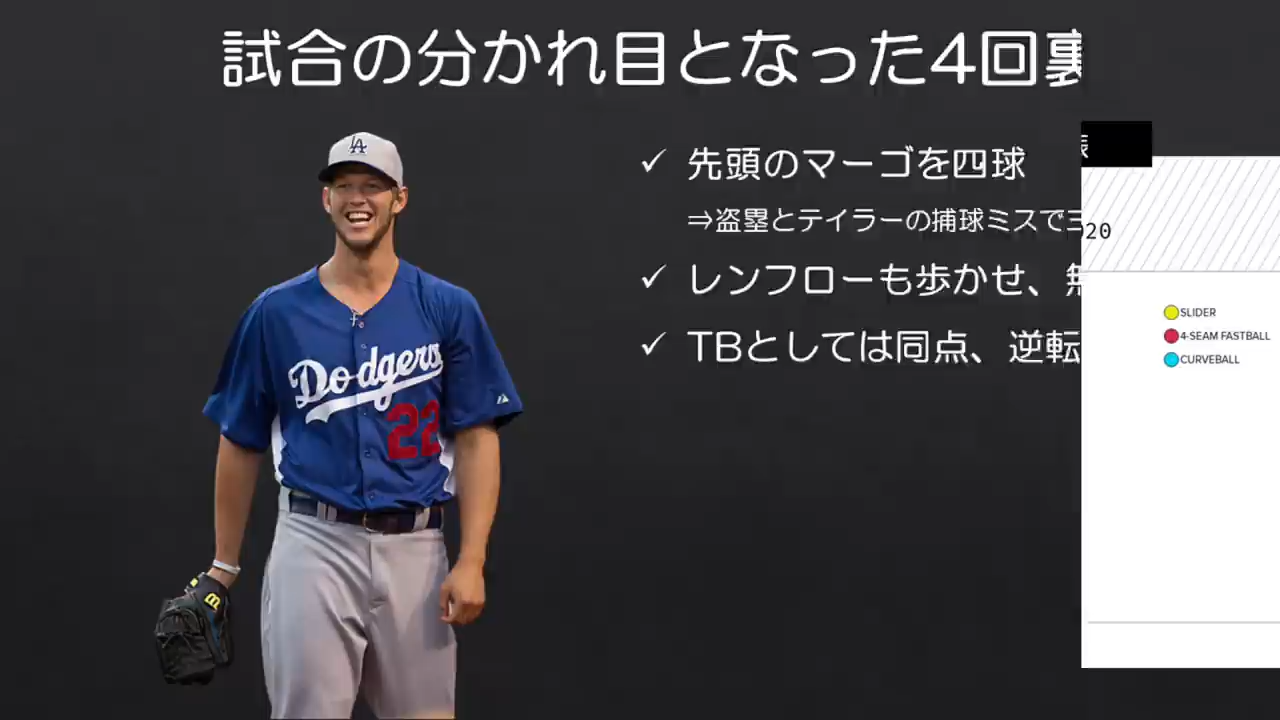 試合の分かれ目となった4回裏
LA
先頭のマーゴを四球
⇒盗塁とテイラーの捕球ミスで三
レンフローも歩かせ、無
TBとしては同点、逆転
Dodgers
22
20
SLIDER
4-SEAM FASTBALL
CURVEBALL